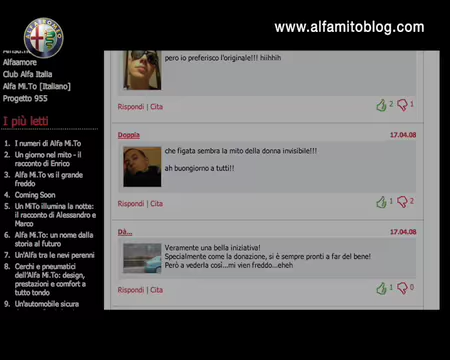 www.alfamitoblog.com
ALFA ROMEO
Alfaamore
Club Alfa Italia
Alfa Mi.To [Italiano]
Progetto 955
I più letti
1. I numeri di Alfa Mi.To
2. Un giorno nel mito - il
racconto di Enrico
3. Alfa Mi.To vs il grande
freddo
4. Coming Soon
5. Un MiTo illumina la notte:
il racconto di Alessandro e
Marco
6. Alfa Mi.To: un nome dalla
storia al futuro
7. Un'Alfa tra le nevi perenni
8. Cerchi e pneumatici
dell'Alfa Mi.To: design,
prestazioni e comfort a
tutto tondo
9. Un'automobile sicura
pero io preferisco l'originale!!! hiihhih
Rispondi | Cita
2 1
Doppia 17.04.08
che figata sembra la mito della donna invisibile!!!
ah buongiorno a tutti!!
Rispondi | Cita
1 2
Dà... 17.04.08
Veramente una bella iniziativa!
Specialmente come la donazione, si è sempre pronti a far del bene!
Però a vederla così...mi vien freddo...eheh
Rispondi | Cita
1 0